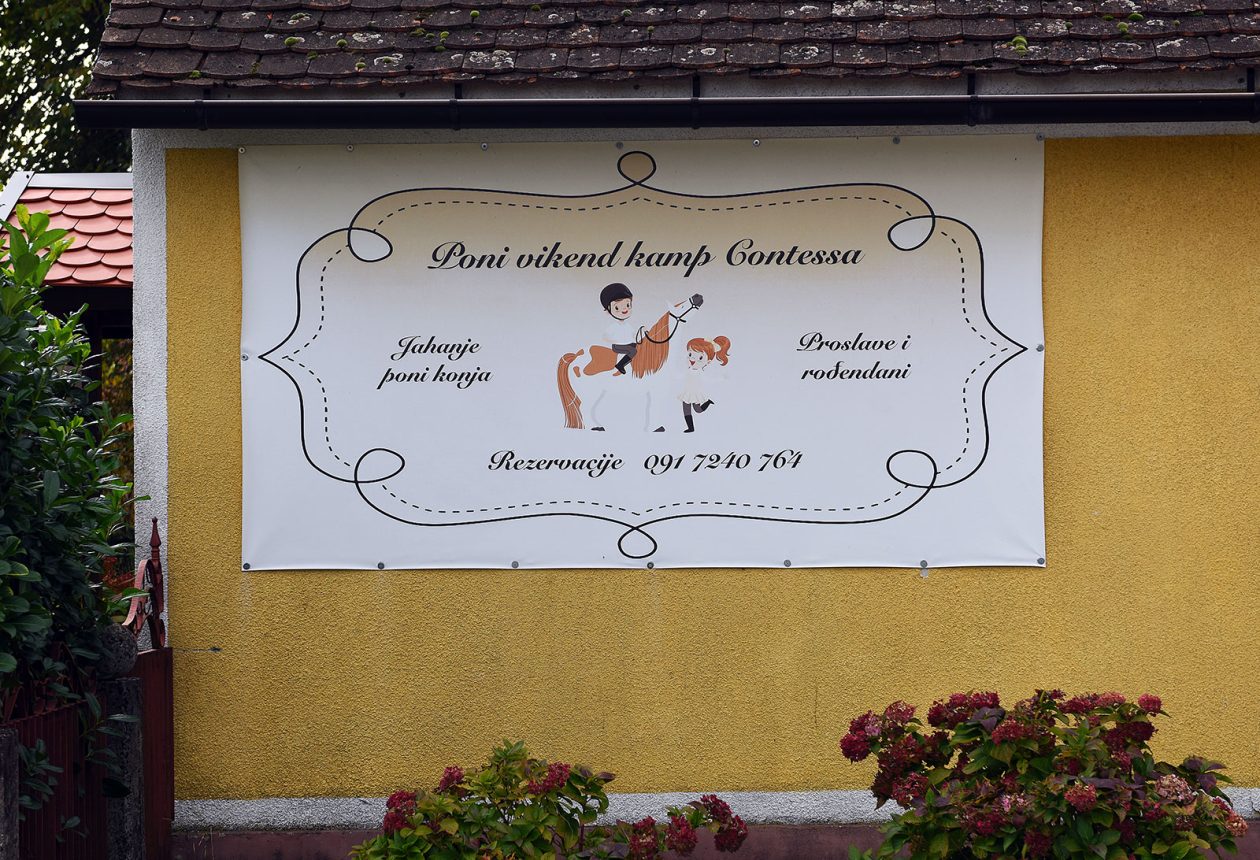 Poni vikend kamp Contessa
Jahanje
poni konja
Proslave i
rođendani
Rezervacije 091 7240 764